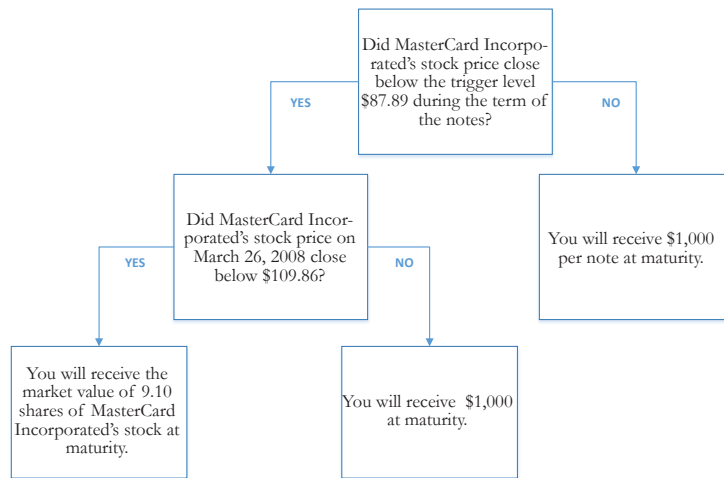 Did MasterCard Incorpo-
rated's stock price close
below the trigger level
$87.89 during the term of
the notes?
YES
NO
Did MasterCard Incor-
porated's stock price on
March 26, 2008 close
below $109.86?
You will receive $1,000
per note at maturity.
YES
NO
You will receive the
market value of 9.10
shares of MasterCard
Incorporated's stock at
maturity.
You will receive $1,000
at maturity.